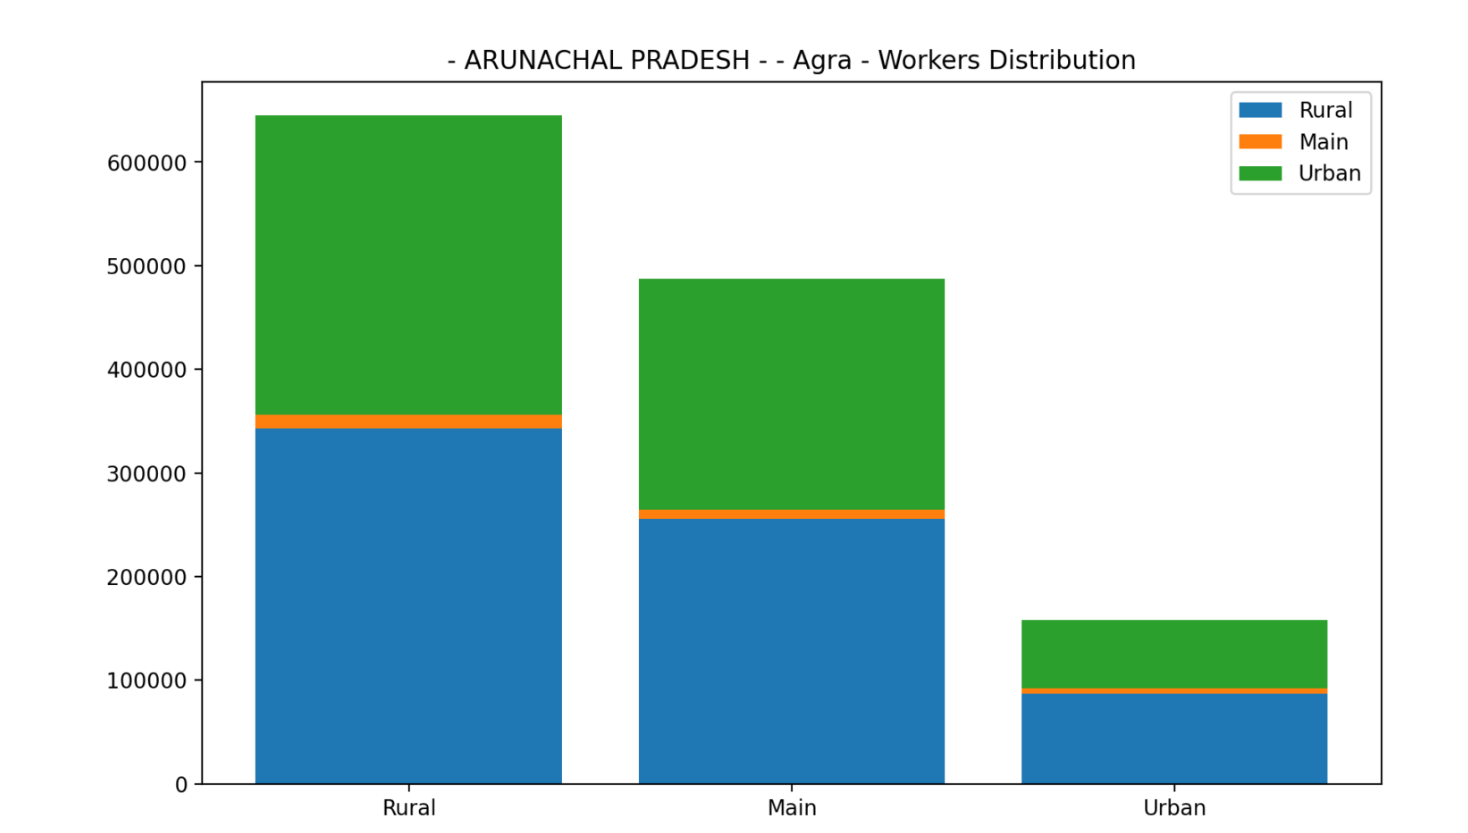 - ARUNACHAL PRADESH - - Agra - Workers Distribution
Rural
Main
Urban
600000
500000
400000
300000
200000
100000
0
Rural Main Urban